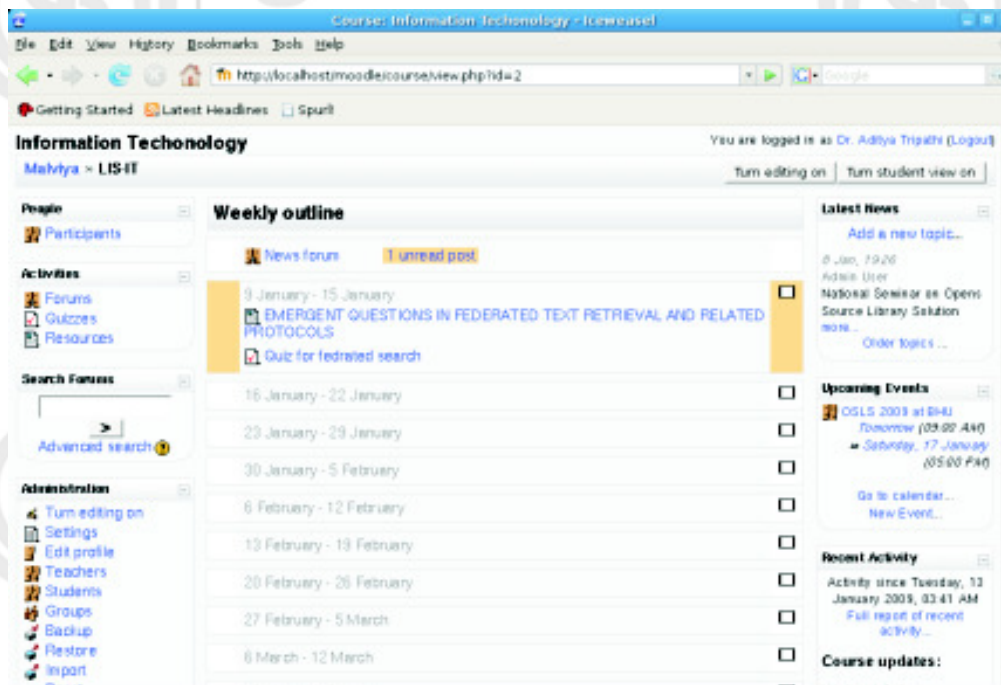 Course: Information Techonology - Iceweasel
File Edit View History Bookmarks Tools Help
http://localhost/moodle/course/view.php?id=2
Google
Getting Started Latest Headlines Spurl!
Information Techonology
You are logged in as Dr. Aditya Tripathi (Logout)
Malviya » LIS-IT
Turn editing on Turn student view on
People
Participants
Activities
Forums
Quizzes
Resources
Search Forums
>
Advanced search ?
Administration
Turn editing on
Settings
Edit profile
Teachers
Students
Groups
Backup
Restore
Import
Weekly outline
News forum 1 unread post
9 January - 15 January
EMERGENT QUESTIONS IN FEDERATED TEXT RETRIEVAL AND RELATED
PROTOCOLS
Quiz for fedrated search
16 January - 22 January
23 January - 29 January
30 January - 5 February
6 February - 12 February
13 February - 19 February
20 February - 26 February
27 February - 5 March
6 March - 12 March
Latest News
Add a new topic...
8 Jan, 19:26
Admin User
National Seminar on Opens
Source Library Solution
more...
Older topics ...
Upcoming Events
OSLS 2009 at BHU
Tomorrow (09:00 AM)
» Saturday, 17 January
(05:00 PM)
Go to calendar...
New Event...
Recent Activity
Activity since Tuesday, 13
January 2009, 03:41 AM
Full report of recent
activity...
Course updates: